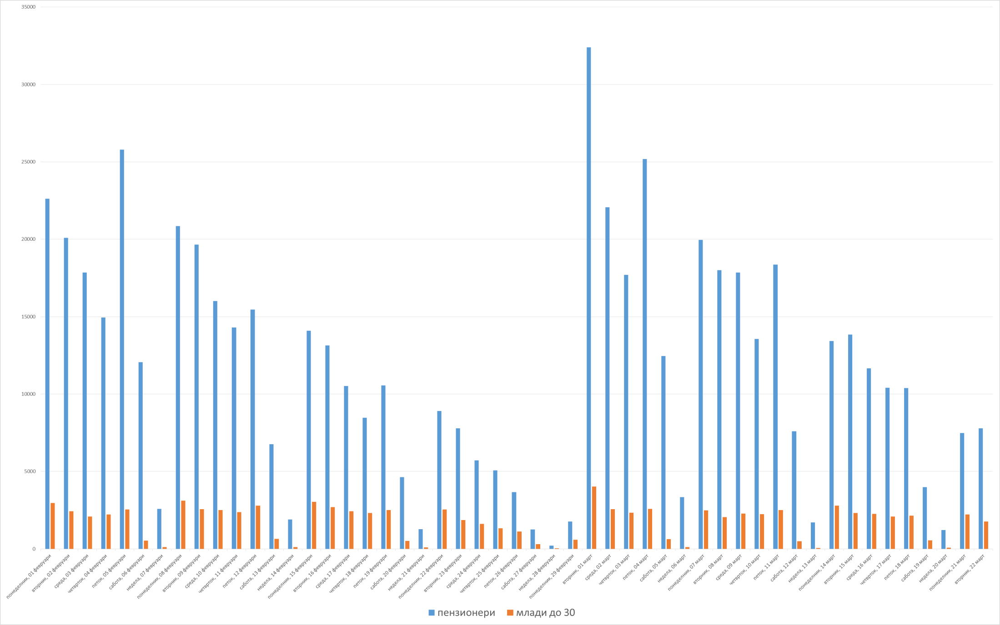 35000
30000
25000
20000
15000
10000
5000
0
понеделник, 01 февруари
вторник, 02 февруари
среда, 03 февруари
четврток, 04 февруари
петок, 05 февруари
сабота, 06 февруари
недела, 07 февруари
понеделник, 08 февруари
вторник, 09 февруари
среда, 10 февруари
четврток, 11 февруари
петок, 12 февруари
сабота, 13 февруари
недела, 14 февруари
понеделник, 15 февруари
вторник, 16 февруари
среда, 17 февруари
четврток, 18 февруари
петок, 19 февруари
сабота, 20 февруари
недела, 21 февруари
понеделник, 22 февруари
вторник, 23 февруари
среда, 24 февруари
четврток, 25 февруари
петок, 26 февруари
сабота, 27 февруари
недела, 28 февруари
понеделник, 29 февруари
вторник, 01 март
среда, 02 март
четврток, 03 март
петок, 04 март
сабота, 05 март
недела, 06 март
понеделник, 07 март
вторник, 08 март
среда, 09 март
четврток, 10 март
петок, 11 март
сабота, 12 март
недела, 13 март
понеделник, 14 март
вторник, 15 март
среда, 16 март
четврток, 17 март
петок, 18 март
сабота, 19 март
недела, 20 март
понеделник, 21 март
вторник, 22 март
пензионери млади до 30